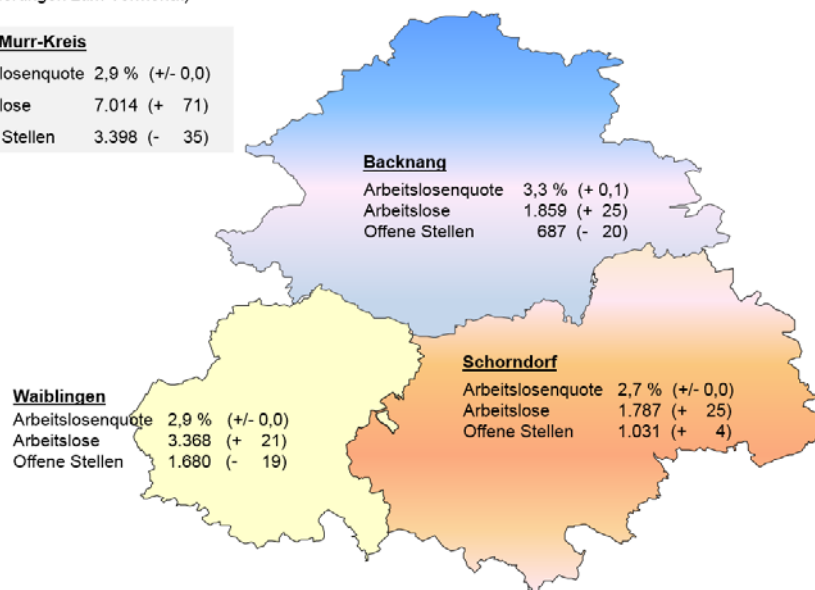 Murr-Kreis
losenquote 2,9 % (+/- 0,0)
lose 7.014 (+ 71)
Stellen 3.398 (- 35)
Backnang
Arbeitslosenquote 3,3 % (+ 0,1)
Arbeitslose 1.859 (+ 25)
Offene Stellen 687 (- 20)
Schorndorf
Arbeitslosenquote 2,7 % (+/- 0,0)
Arbeitslose 1.787 (+ 25)
Offene Stellen 1.031 (+ 4)
Waiblingen
Arbeitslosenquote 2,9 % (+/- 0,0)
Arbeitslose 3.368 (+ 21)
Offene Stellen 1.680 (- 19)